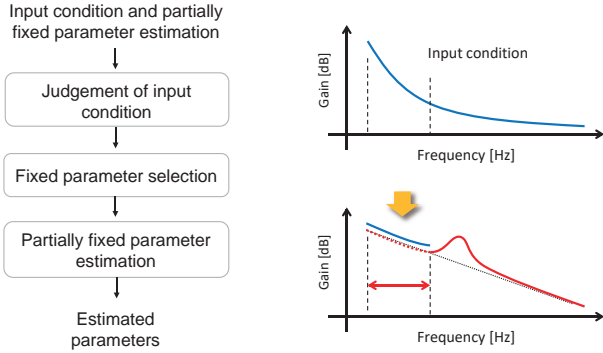 Input condition and partially
fixed parameter estimation
Judgement of input
condition
Fixed parameter selection
Partially fixed parameter
estimation
Estimated
parameters
Input condition
Gain [dB]
Frequency [Hz]
Gain [dB]
Frequency [Hz]